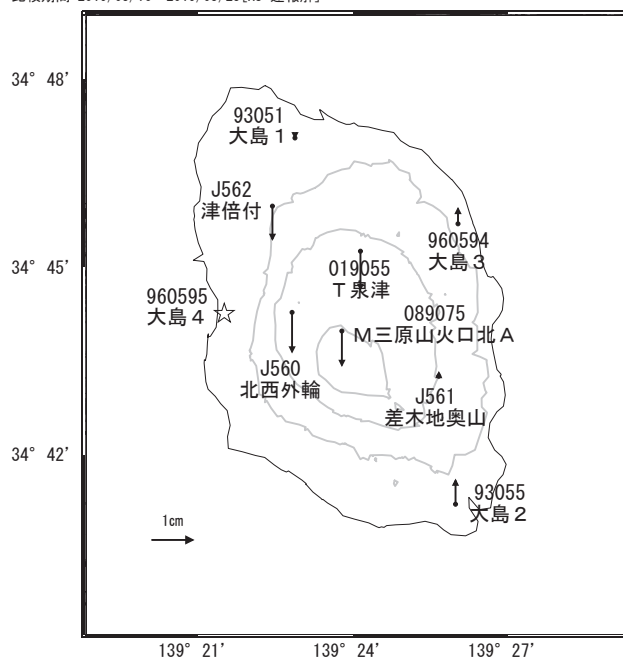 34° 48′
93051
大島１
J562
津倍付
960594
大島３
34° 45′
019055
Ｔ泉津
960595
大島４
089075
Ｍ三原山火口北Ａ
J560
北西外輪
J561
差木地奥山
34° 42′
93055
大島２
1cm
139° 21′
139° 24′
139° 27′